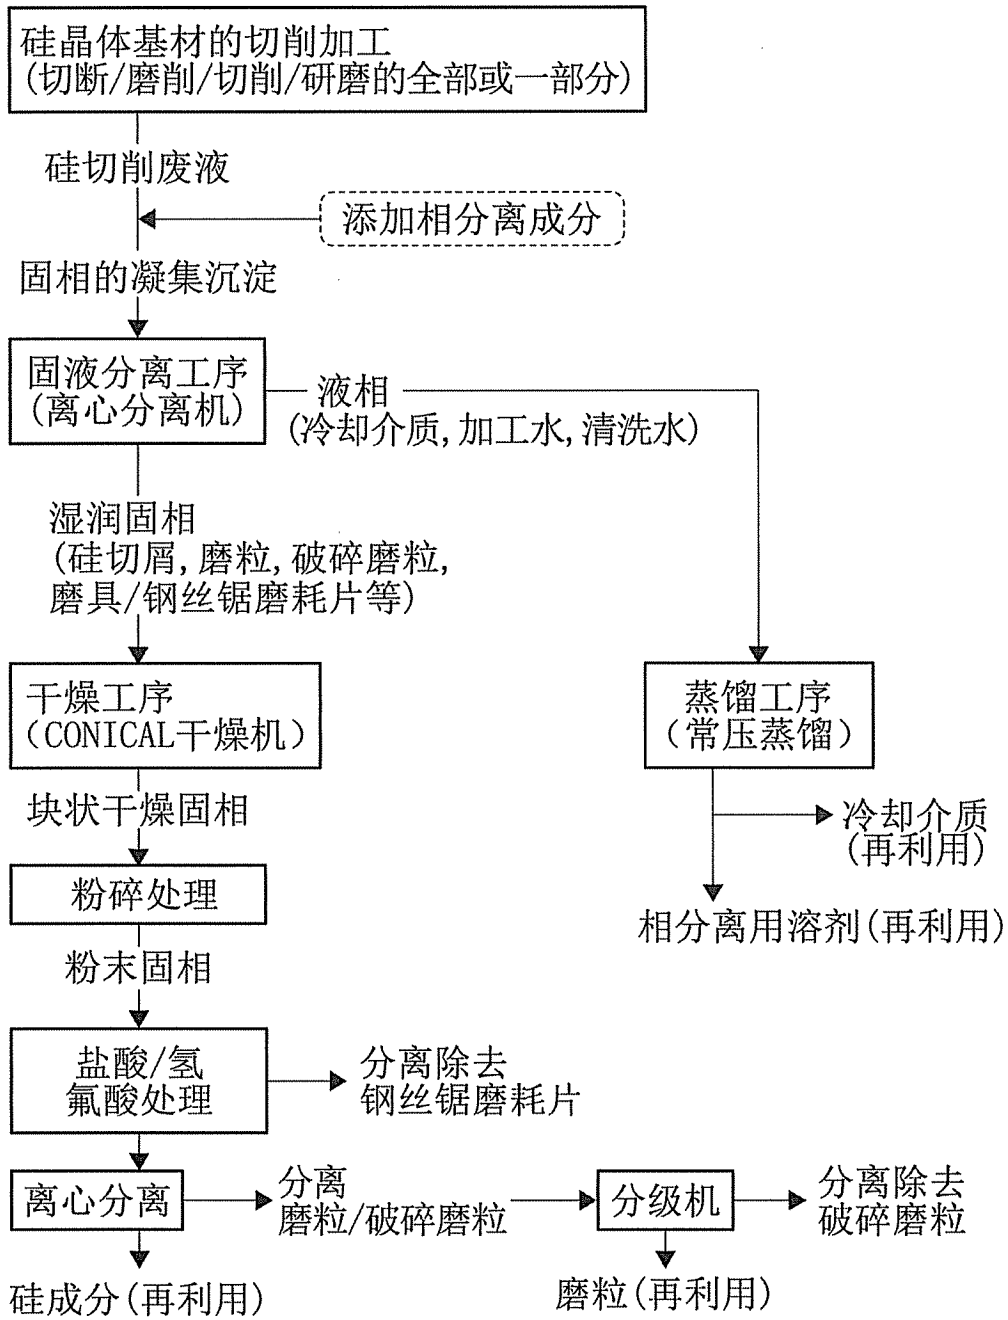 硅晶体基材的切削加工
(切断/磨削/切削/研磨的全部或一部分)
硅切削废液
添加相分离成分
固相的凝集沉淀
固液分离工序
(离心分离机)
液相
(冷却介质,加工水,清洗水)
湿润固相
(硅切屑,磨粒,破碎磨粒,
磨具/钢丝锯磨耗片等)
干燥工序
(CONICAL干燥机)
蒸馏工序
(常压蒸馏)
块状干燥固相
冷却介质
(再利用)
粉碎处理
相分离用溶剂(再利用)
粉末固相
盐酸/氢
氟酸处理
分离除去
钢丝锯磨耗片
离心分离
分离
磨粒/破碎磨粒
分级机
分离除去
破碎磨粒
硅成分(再利用)
磨粒(再利用)